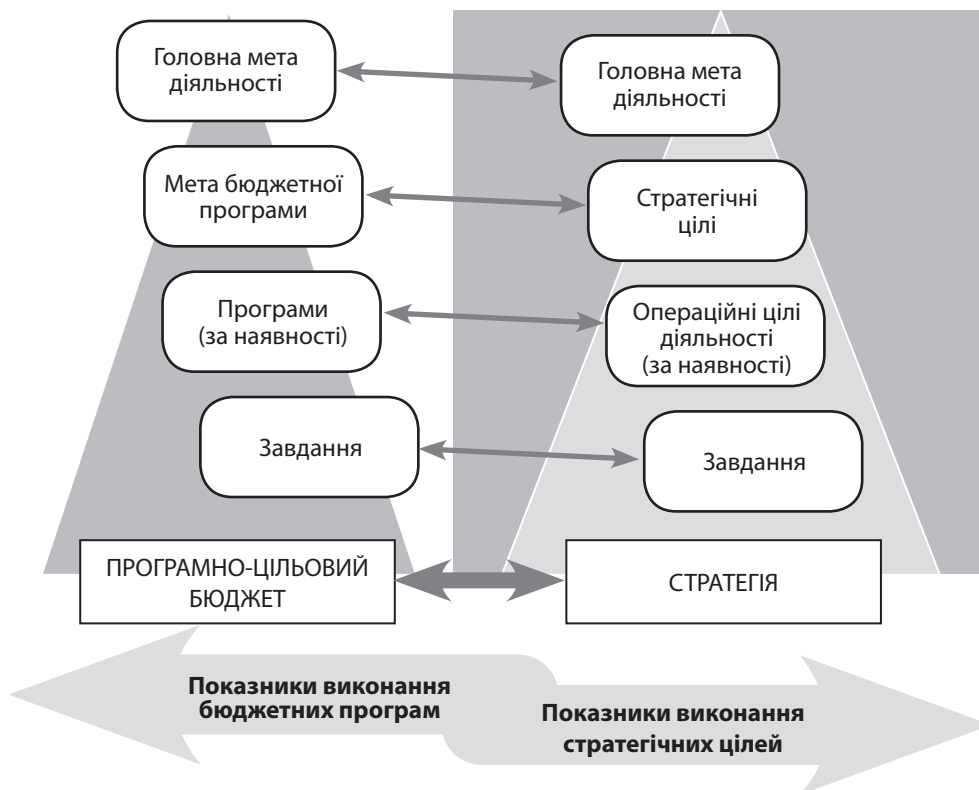 Головна мета
діяльності
Головна мета
діяльності
Мета бюджетної
програми
Стратегічні
цілі
Програми
(за наявності)
Операційні цілі
діяльності
(за наявності)
Завдання
Завдання
ПРОГРАМНО-ЦІЛЬОВИЙ
БЮДЖЕТ
СТРАТЕГІЯ
Показники виконання
бюджетних програм
Показники виконання
стратегічних цілей